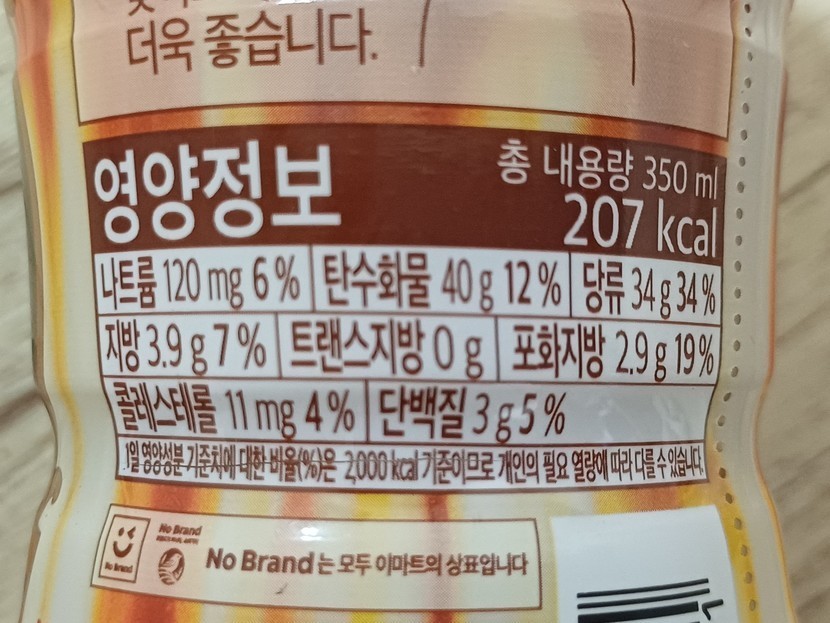 더욱 좋습니다.
영양정보
총 내용량 350 ml
207 kcal
나트륨 120 mg 6 % 탄수화물 40 g 12 % 당류 34 g 34 %
지방 3.9 g 7 % 트랜스지방 0 g 포화지방 2.9 g 19 %
콜레스테롤 11 mg 4 % 단백질 3 g 5 %
1일 영양성분 기준치에 대한 비율(%)은 2,000 kcal 기준이므로 개인의 필요 열량에 따라 다를 수 있습니다.
No Brand
No Brand
No Brand는 모두 이마트의 상표입니다